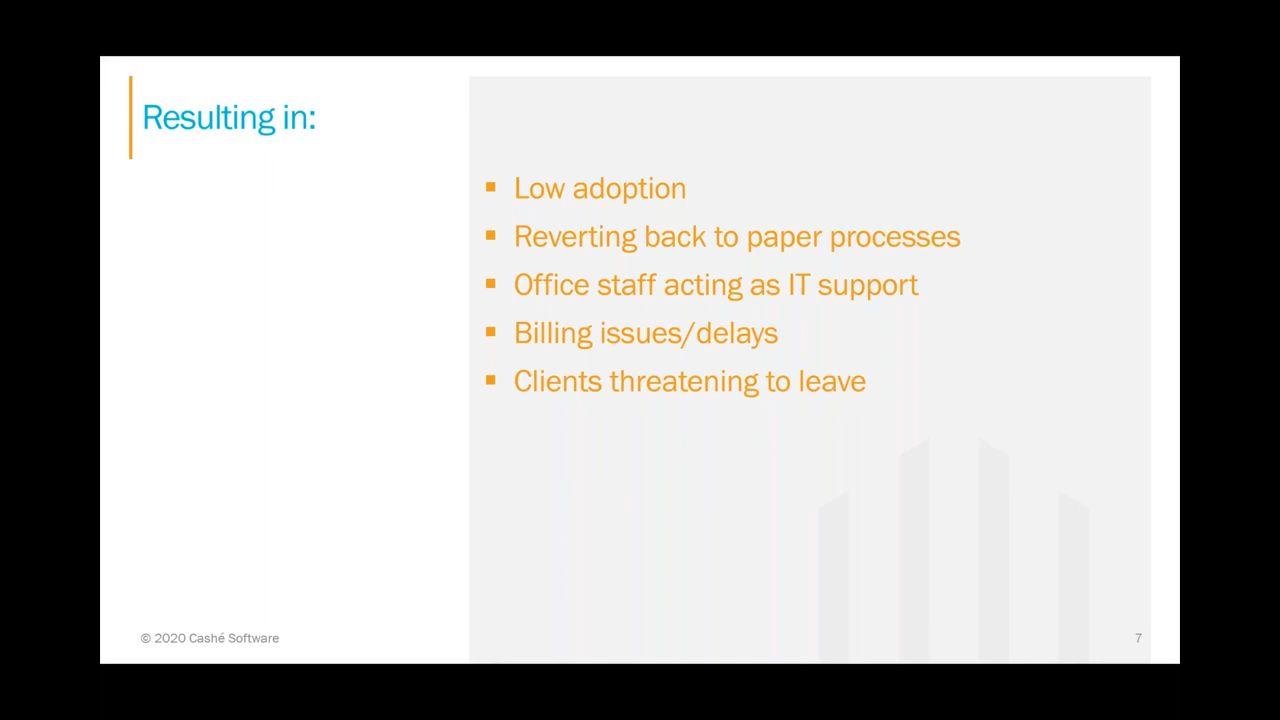 Resulting in:
▪ Low adoption
▪ Reverting back to paper processes
▪ Office staff acting as IT support
▪ Billing issues/delays
▪ Clients threatening to leave
© 2020 Cashé Software
7